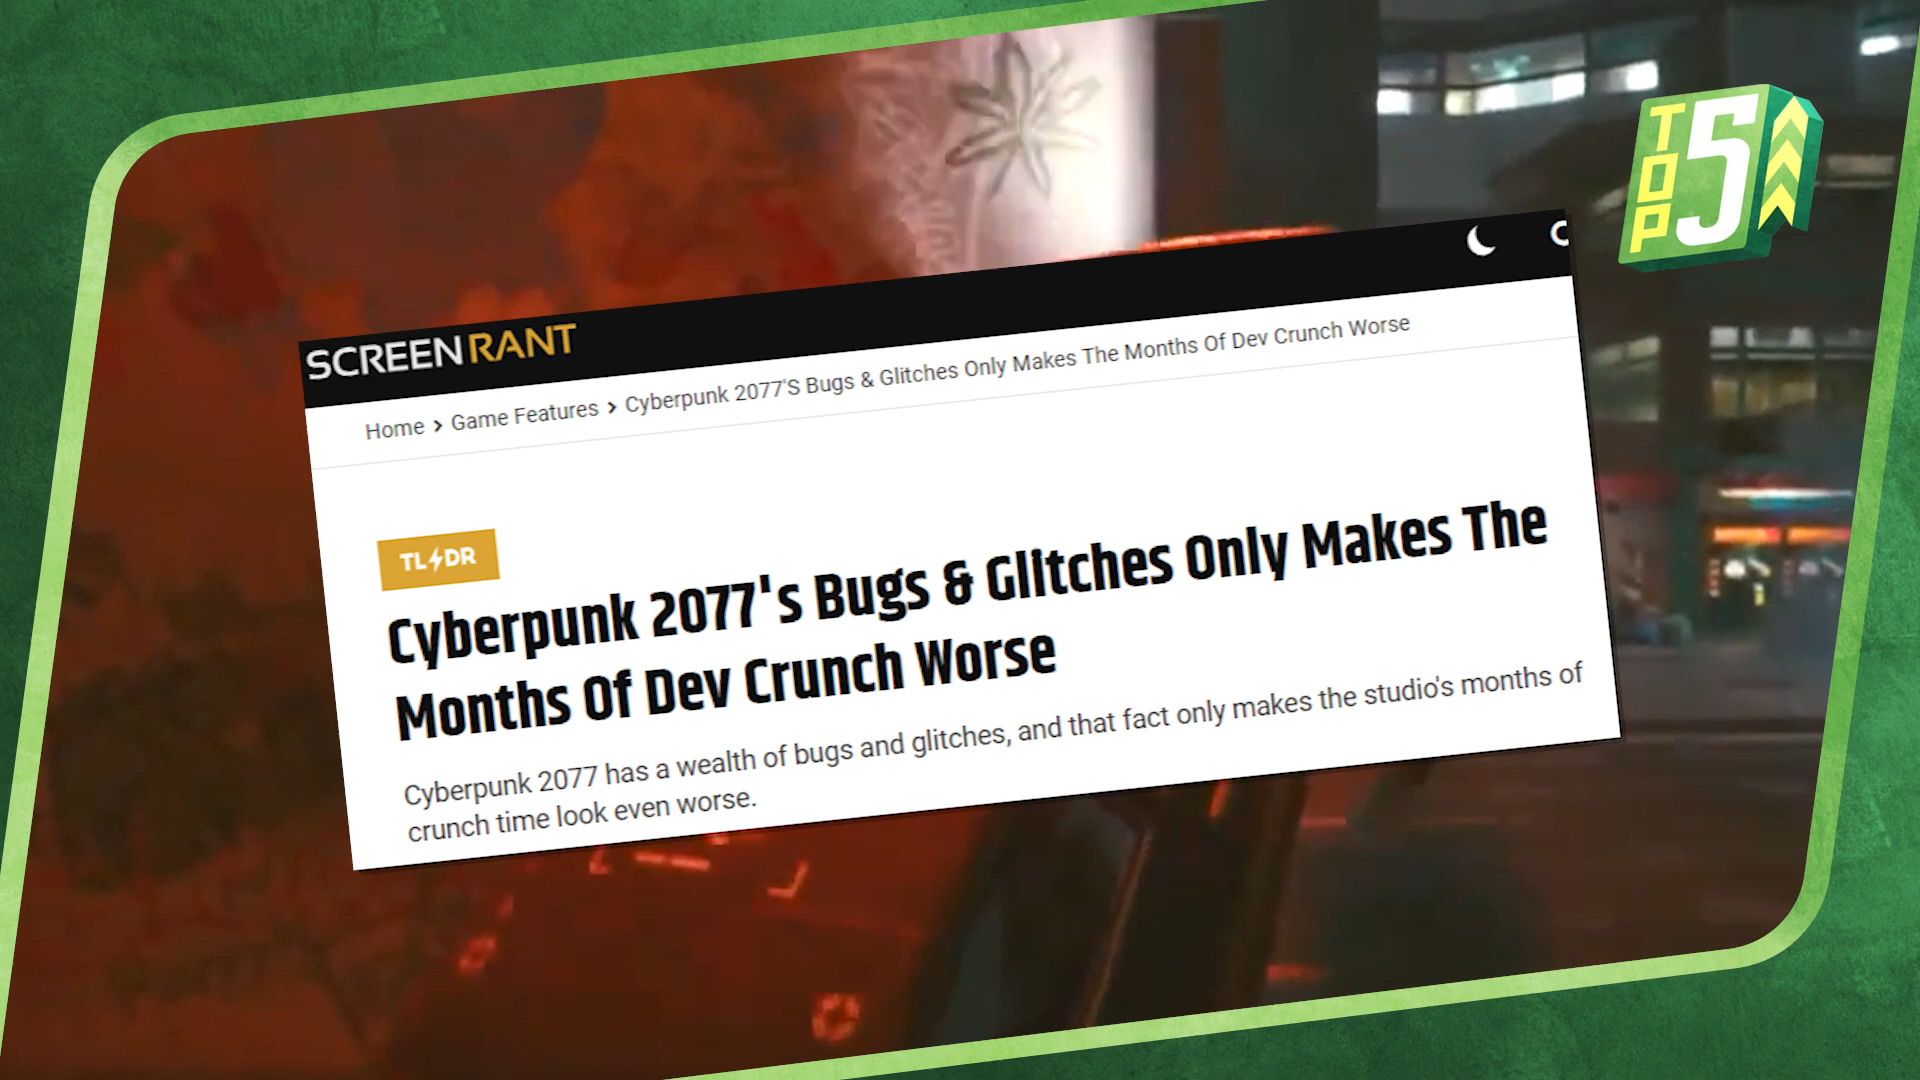 TOP 5
SCREENRANT
Home > Game Features > Cyberpunk 2077'S Bugs & Glitches Only Makes The Months Of Dev Crunch Worse
TL DR
Cyberpunk 2077's Bugs & Glitches Only Makes The
Months Of Dev Crunch Worse
Cyberpunk 2077 has a wealth of bugs and glitches, and that fact only makes the studio's months of
crunch time look even worse.